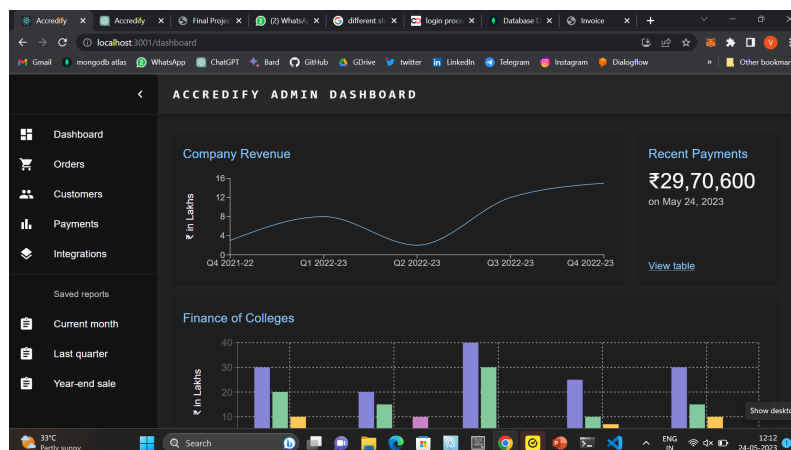 Accredify
Accredify
Final Projec
(2) WhatsA
different sl
login proce
Database D
Invoice
localhost:3001/dashboard
Gmail
mongodb atlas
WhatsApp
ChatGPT
Bard
GitHub
GDrive
twitter
LinkedIn
Telegram
Instagram
Dialogflow
»
Other bookmar
ACCREDIFY ADMIN DASHBOARD
Dashboard
Orders
Customers
Payments
Integrations
Saved reports
Current month
Last quarter
Year-end sale
Company Revenue
₹ in Lakhs
16
12
8
4
0
Q4 2021-22
Q1 2022-23
Q2 2022-23
Q3 2022-23
Q4 2022-23
Recent Payments
₹29,70,600
on May 24, 2023
View table
Finance of Colleges
₹ in Lakhs
40
30
20
10
Show deskto
33°C
Partly sunny
Search
ENG
IN
12:12
24-05-2023